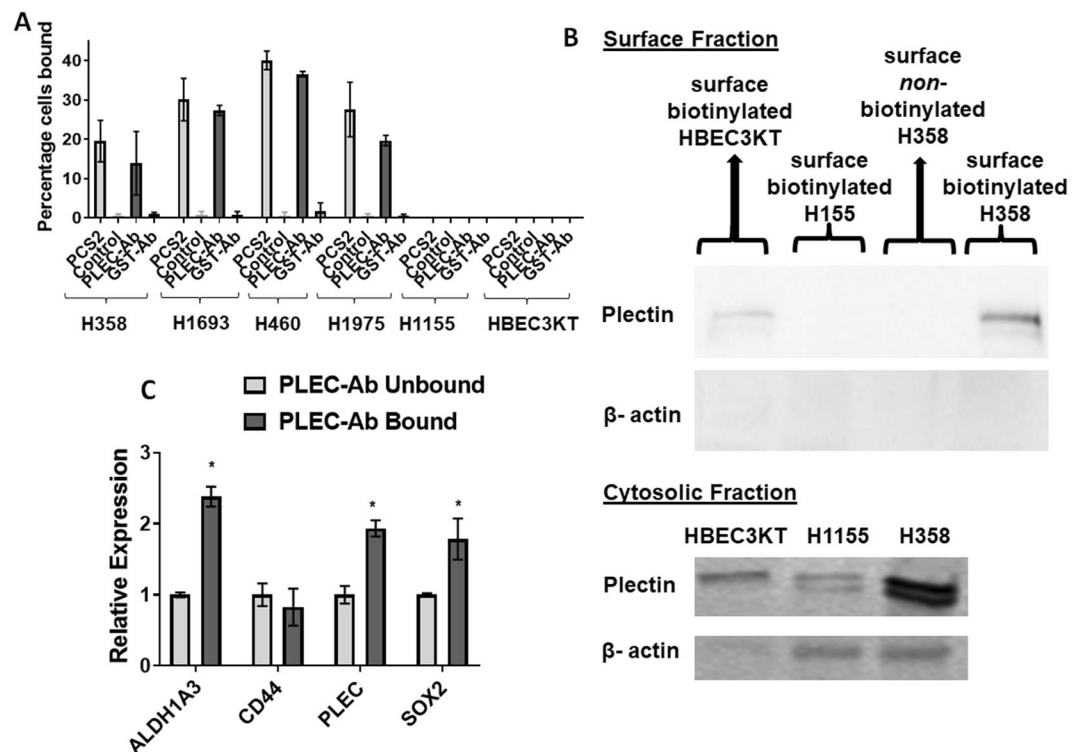 A
Percentage cells bound
40
30
20
10
0
PCS2
Control
PLEC-Ab
GST-Ab
PCS2
Control
PLEC-Ab
GST-Ab
PCS2
Control
PLEC-Ab
GST-Ab
PCS2
Control
PLEC-Ab
GST-Ab
PCS2
Control
PLEC-Ab
GST-Ab
PCS2
Control
PLEC-Ab
GST-Ab
H358
H1693
H460
H1975
H1155
HBEC3KT
B
Surface Fraction
surface
biotinylated
HBEC3KT
surface
biotinylated
H155
surface
non-
biotinylated
H358
surface
biotinylated
H358
Plectin
β- actin
Cytosolic Fraction
HBEC3KT H1155 H358
Plectin
β- actin
C
PLEC-Ab Unbound
PLEC-Ab Bound
Relative Expression
3
2
1
0
*
*
*
ALDH1A3
CD44
PLEC
SOX2